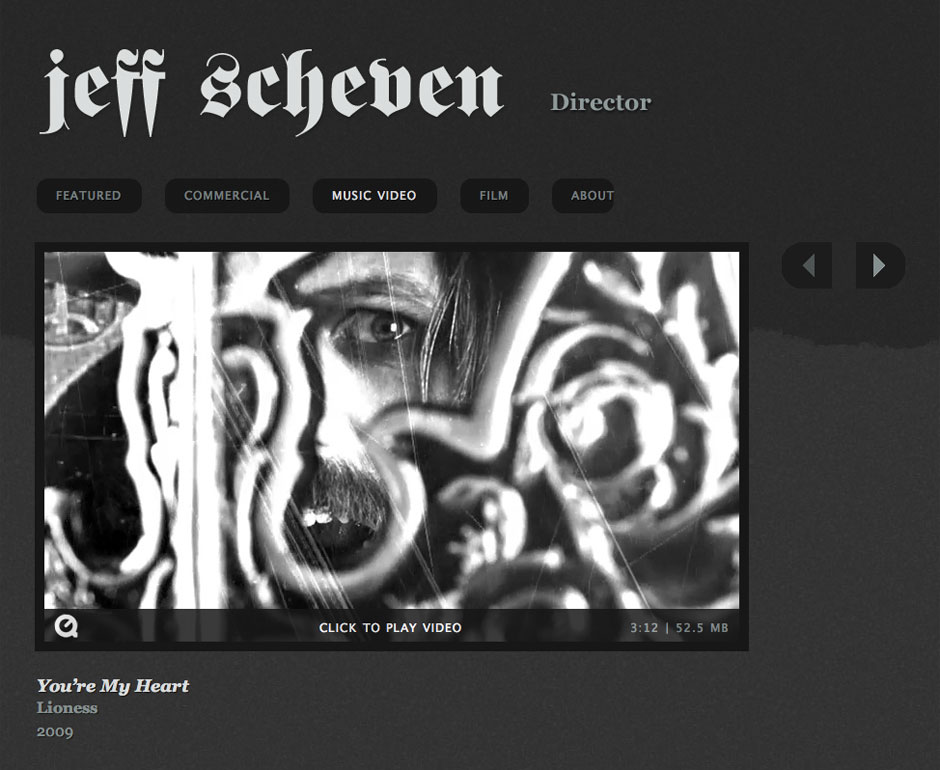 jeff scheven
Director
FEATURED
COMMERCIAL
MUSIC VIDEO
FILM
ABOUT
CLICK TO PLAY VIDEO
3:12 | 52.5 MB
You're My Heart
Lioness
2009